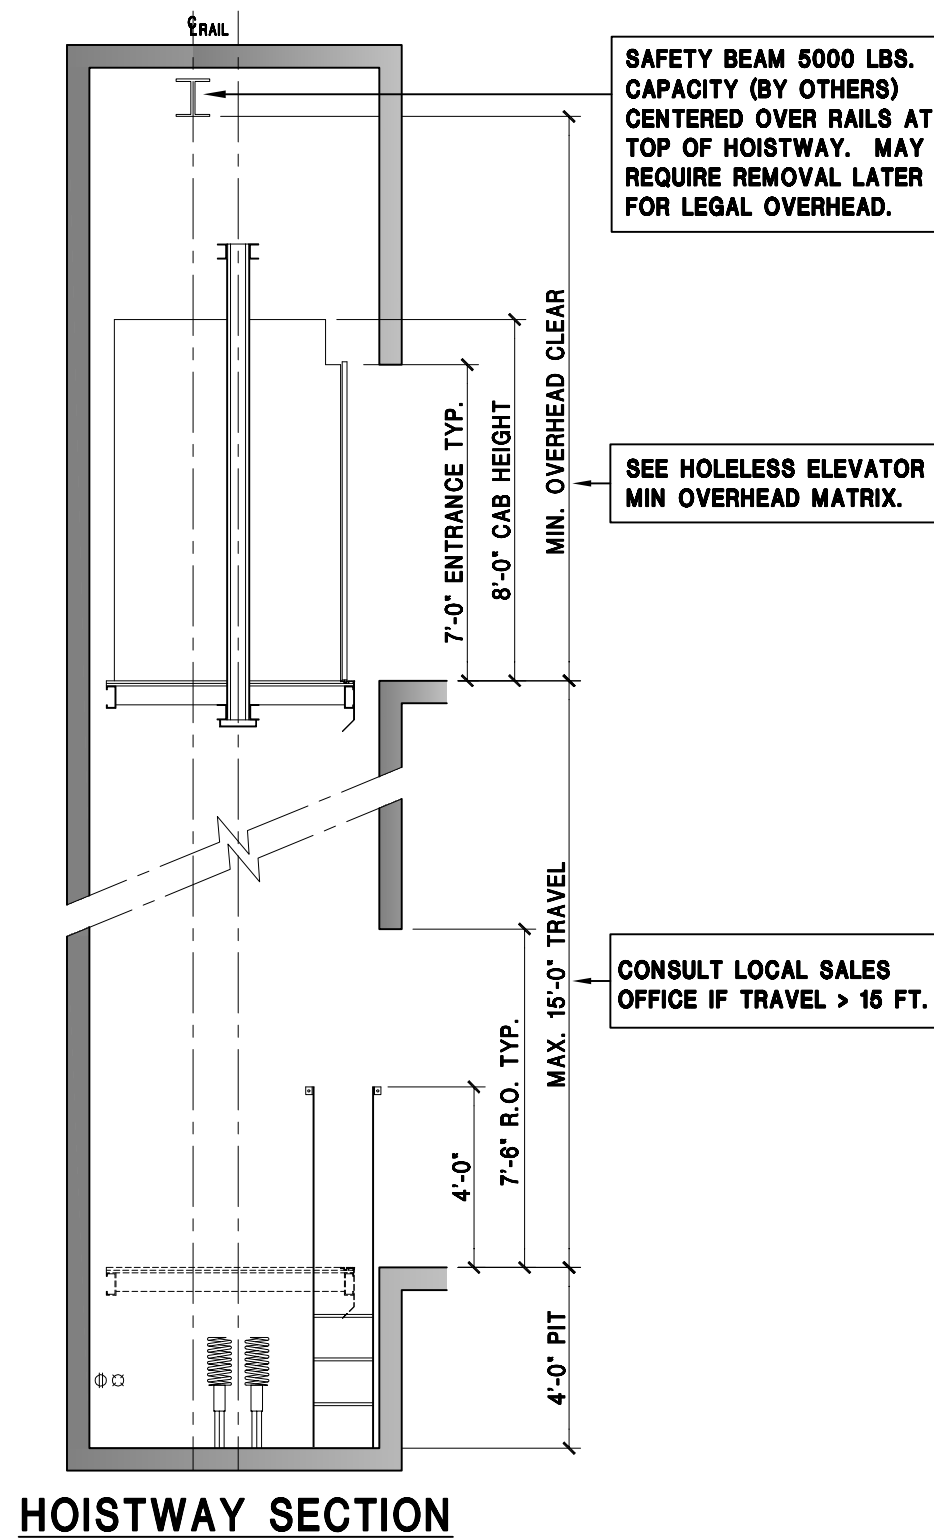 ℄ RAIL
SAFETY BEAM 5000 LBS.
CAPACITY (BY OTHERS)
CENTERED OVER RAILS AT
TOP OF HOISTWAY. MAY
REQUIRE REMOVAL LATER
FOR LEGAL OVERHEAD.
7'-0" ENTRANCE TYP.
8'-0" CAB HEIGHT
MIN. OVERHEAD CLEAR
SEE HOLELESS ELEVATOR
MIN OVERHEAD MATRIX.
4'-0"
7'-6" R.O. TYP.
MAX. 15'-0" TRAVEL
CONSULT LOCAL SALES
OFFICE IF TRAVEL > 15 FT.
4'-0" PIT
HOISTWAY SECTION